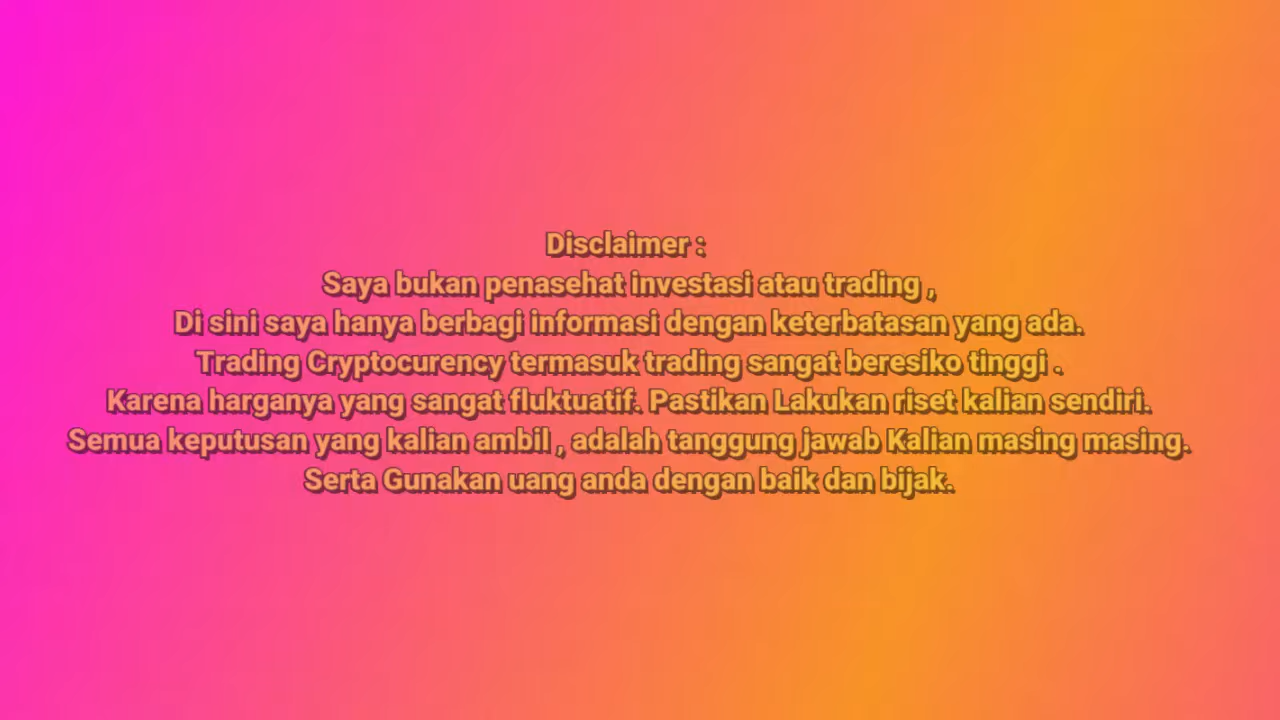 Disclaimer :
Saya bukan penasehat investasi atau trading ,
Di sini saya hanya berbagi informasi dengan keterbatasan yang ada.
Trading Cryptocurency termasuk trading sangat beresiko tinggi .
Karena harganya yang sangat fluktuatif. Pastikan Lakukan riset kalian sendiri.
Semua keputusan yang kalian ambil , adalah tanggung jawab Kalian masing masing.
Serta Gunakan uang anda dengan baik dan bijak.